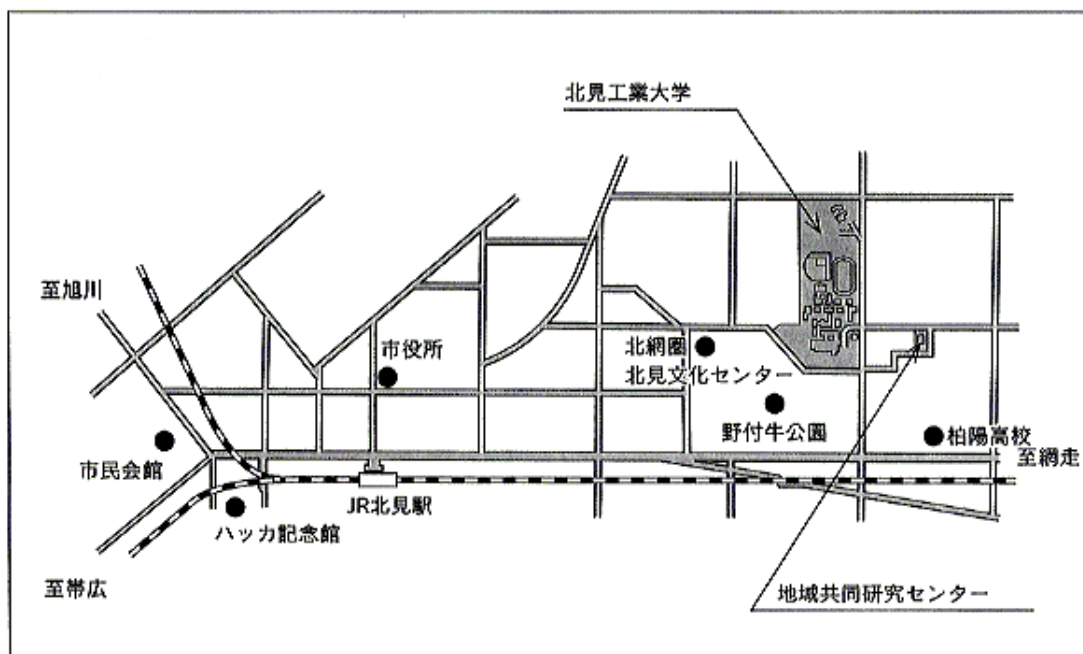 北見工業大学
至旭川
市役所
北網圏
北見文化センター
野付牛公園
柏陽高校
至網走
市民会館
JR北見駅
ハッカ記念館
至帯広
地域共同研究センター